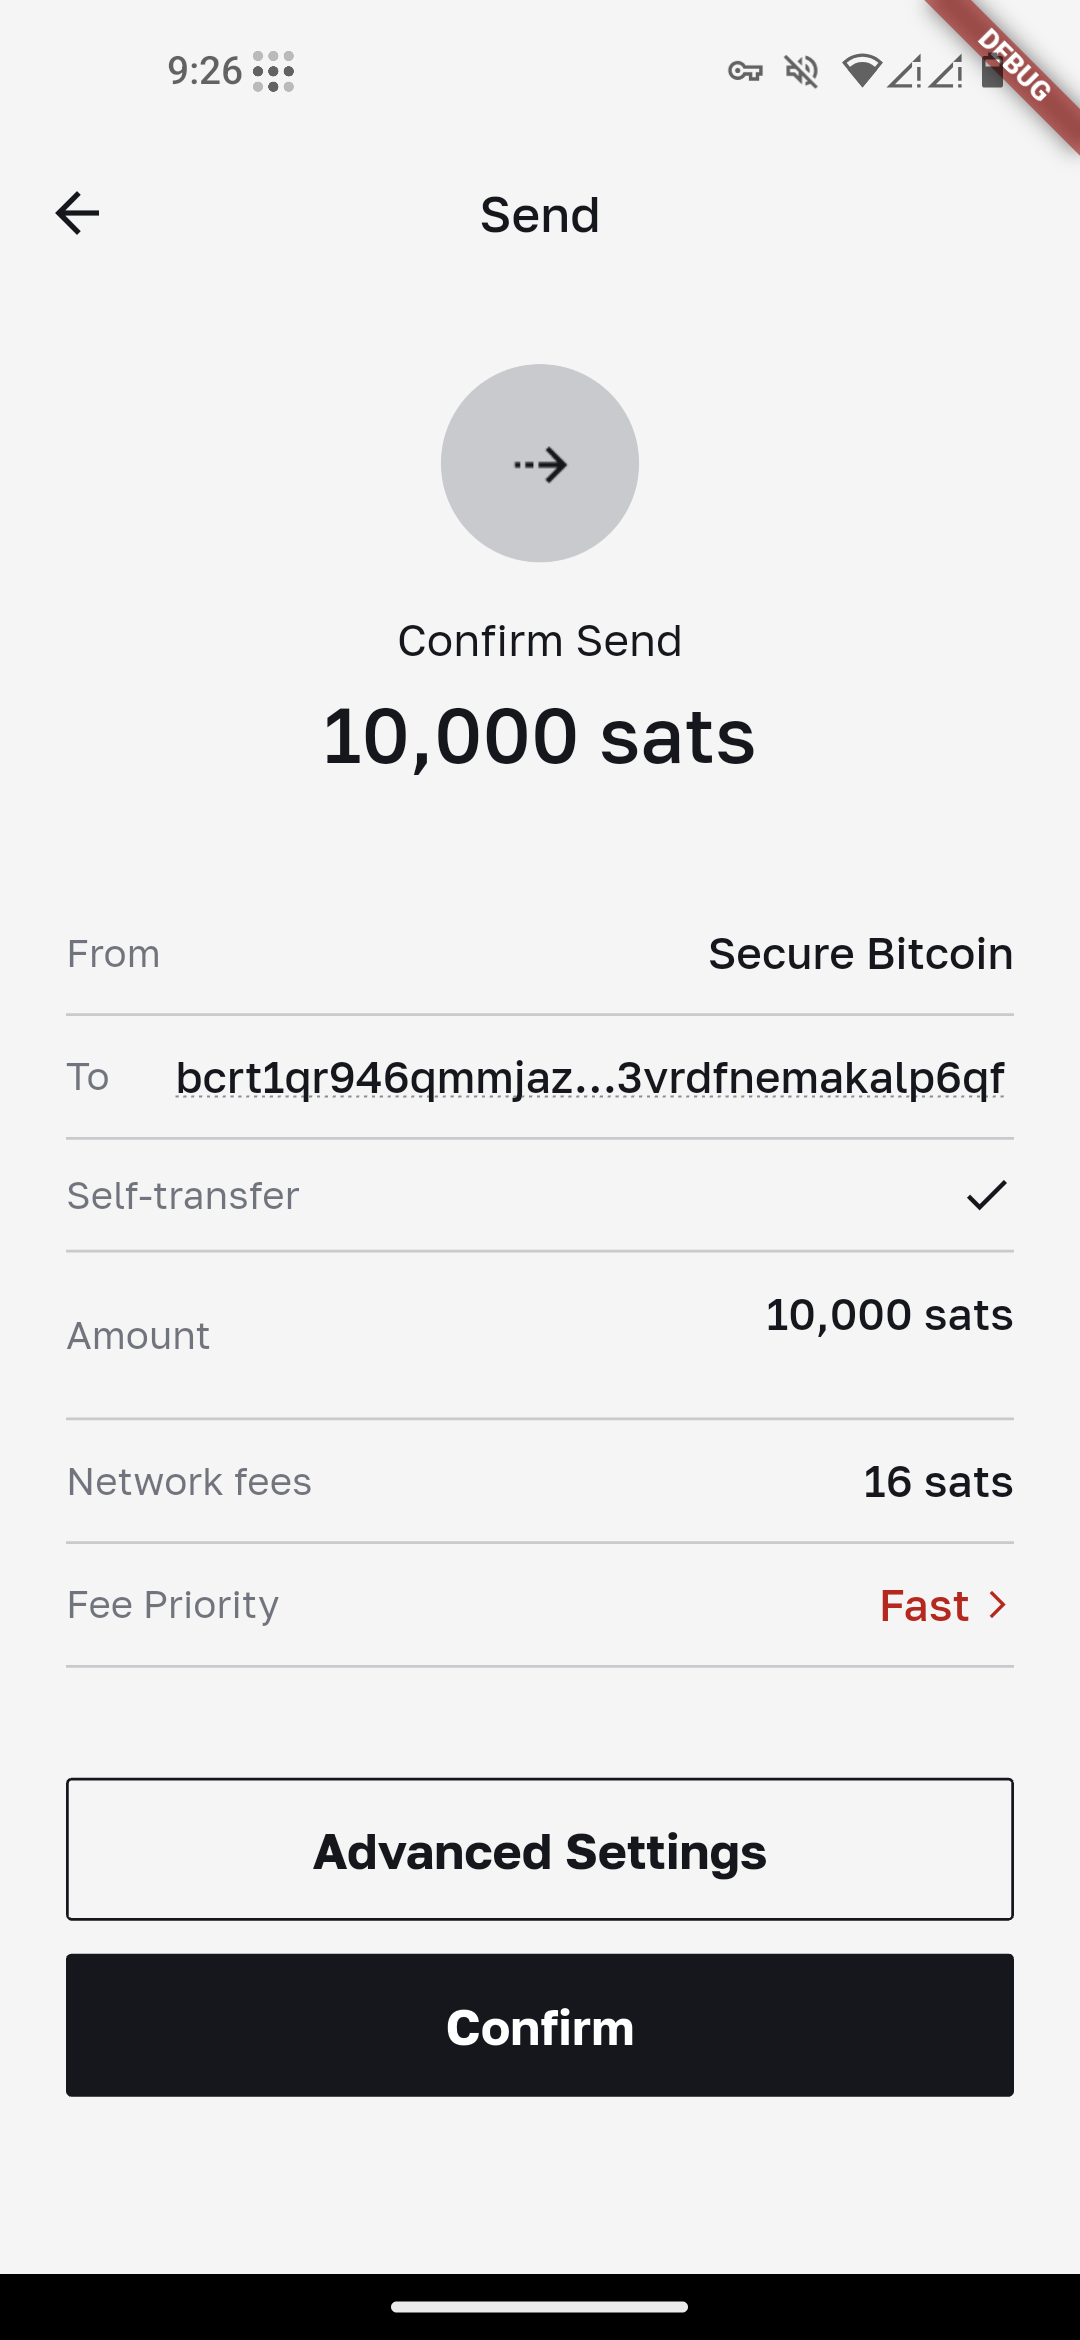 9:26
DEBUG
Send
Confirm Send
10,000 sats
From Secure Bitcoin
To bcrt1qr946qmmjaz...3vrdfnemakalp6qf
Self-transfer
Amount 10,000 sats
Network fees 16 sats
Fee Priority Fast
Advanced Settings
Confirm